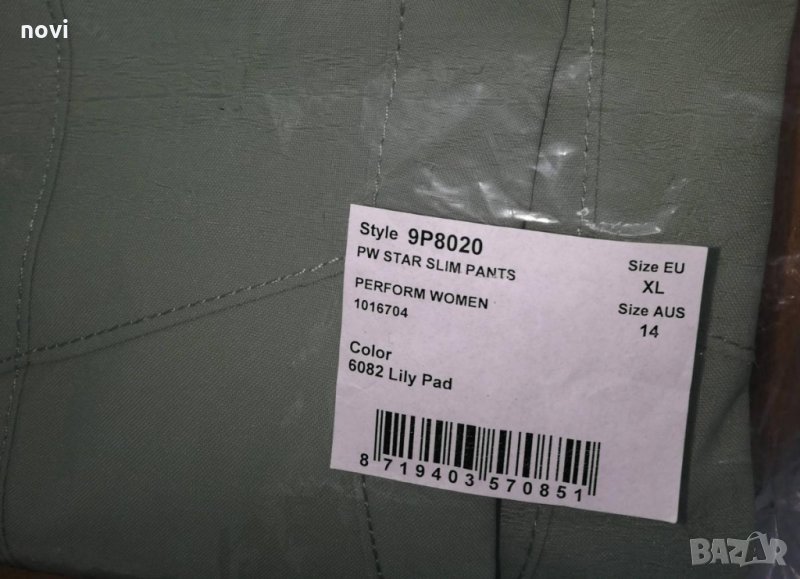 novi
Style 9P8020
PW STAR SLIM PANTS
PERFORM WOMEN
1016704
Size EU
XL
Size AUS
14
Color
6082 Lily Pad
8 719403 570851
BAZAR